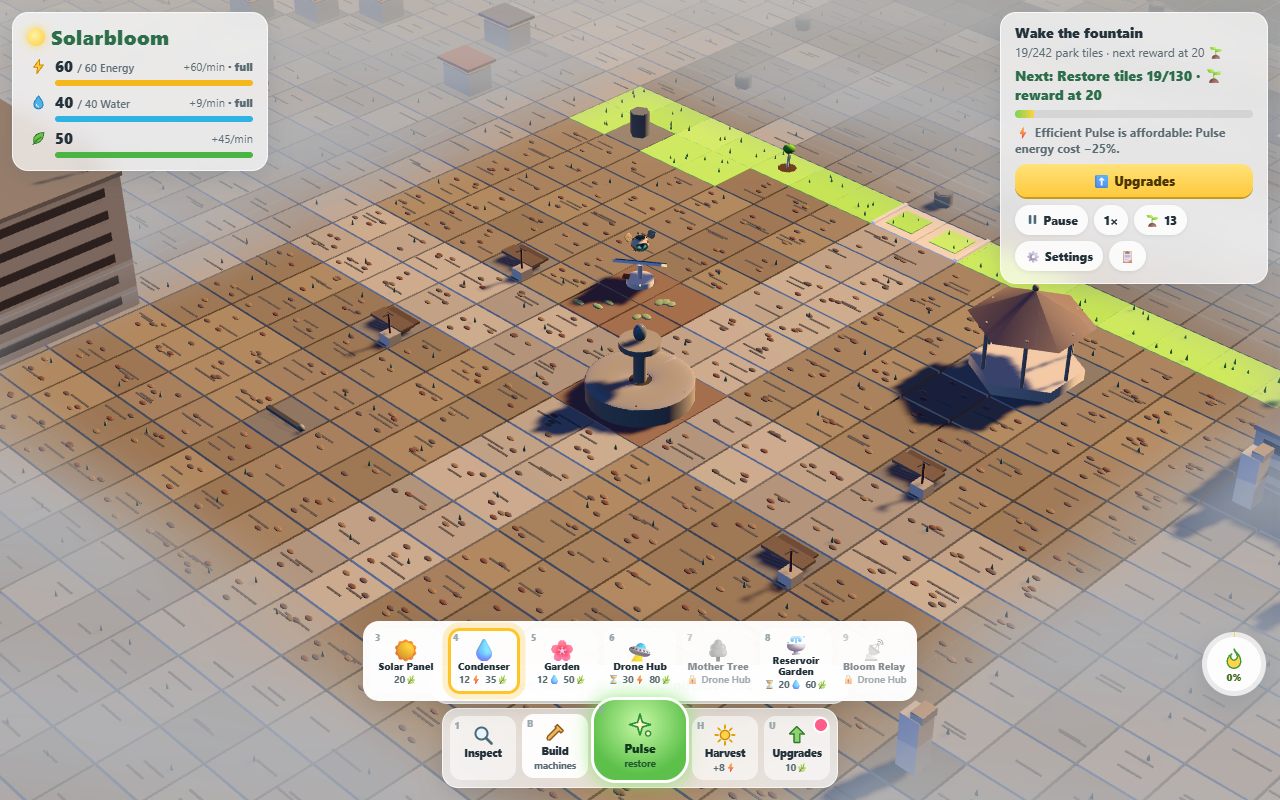 Solarbloom
60 / 60 Energy +60/min • full
40 / 40 Water +9/min • full
50 +45/min
Wake the fountain
19/242 park tiles · next reward at 20
Next: Restore tiles 19/130 ·
reward at 20
Efficient Pulse is affordable: Pulse
energy cost −25%.
Upgrades
Pause 1× 13
Settings
0%
3 4 5 6 7 8 9
Solar Panel Condenser Garden Drone Hub Mother Tree Reservoir Garden Bloom Relay
20 12 35 12 50 30 80 Drone Hub 20 60 Drone Hub
1 B H U
Inspect Build Pulse Harvest Upgrades
machines restore +8 10